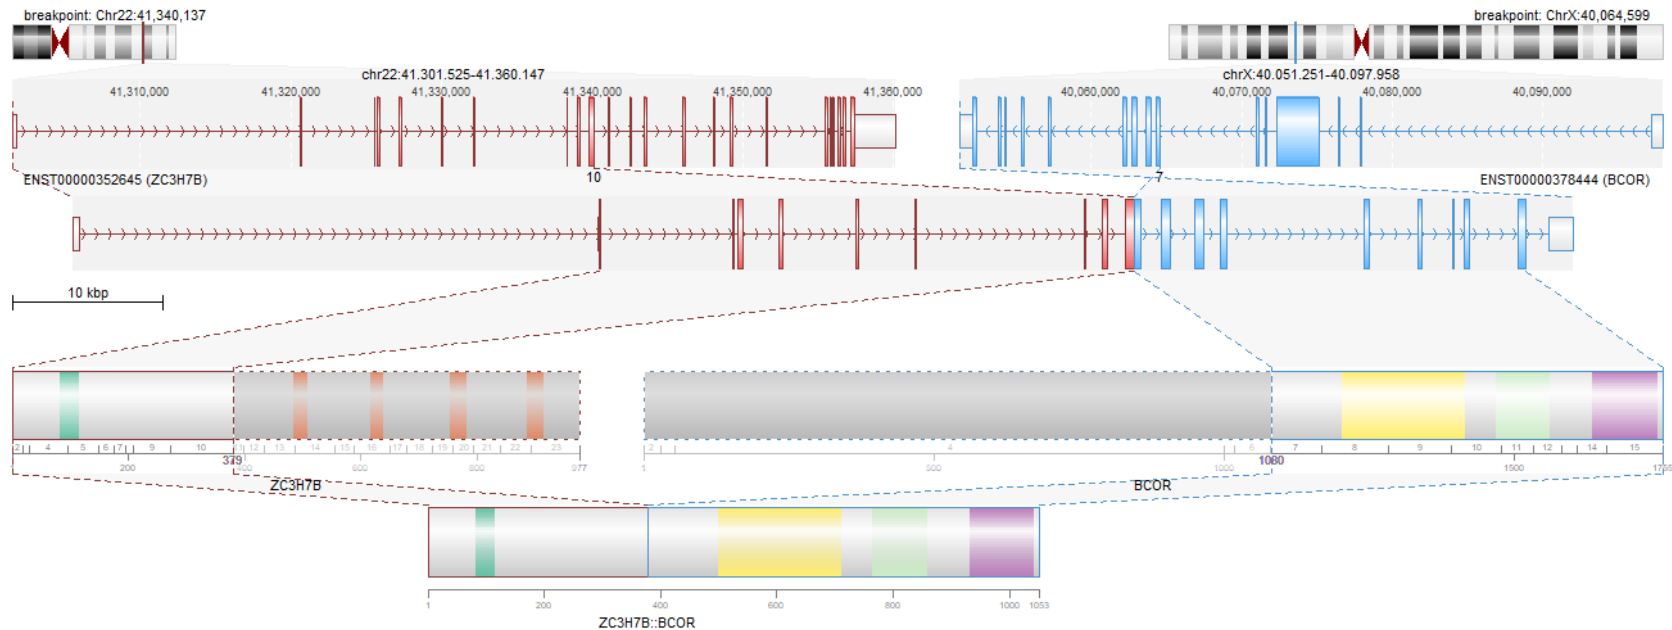 breakpoint: Chr22:41,340,137
breakpoint: ChrX:40,064,599
chr22:41.301.525-41.360.147
chrX:40.051.251-40.097.958
41,310,000 41,320,000 41,330,000 41,340,000 41,350,000 41,360,000
40,060,000 40,070,000 40,080,000 40,090,000
ENST00000352645 (ZC3H7B)
10
7
ENST00000378444 (BCOR)
10 kbp
2 4 5 6 7 9 10 12 13 14 15 16 17 18 19 20 21 22 23
2 4 6 7 8 9 10 11 12 14 15
200 379 400 600 800 977
1 500 1000 1080 1500
ZC3H7B
BCOR
1 200 400 600 800 1000 1053
ZC3H7B::BCOR